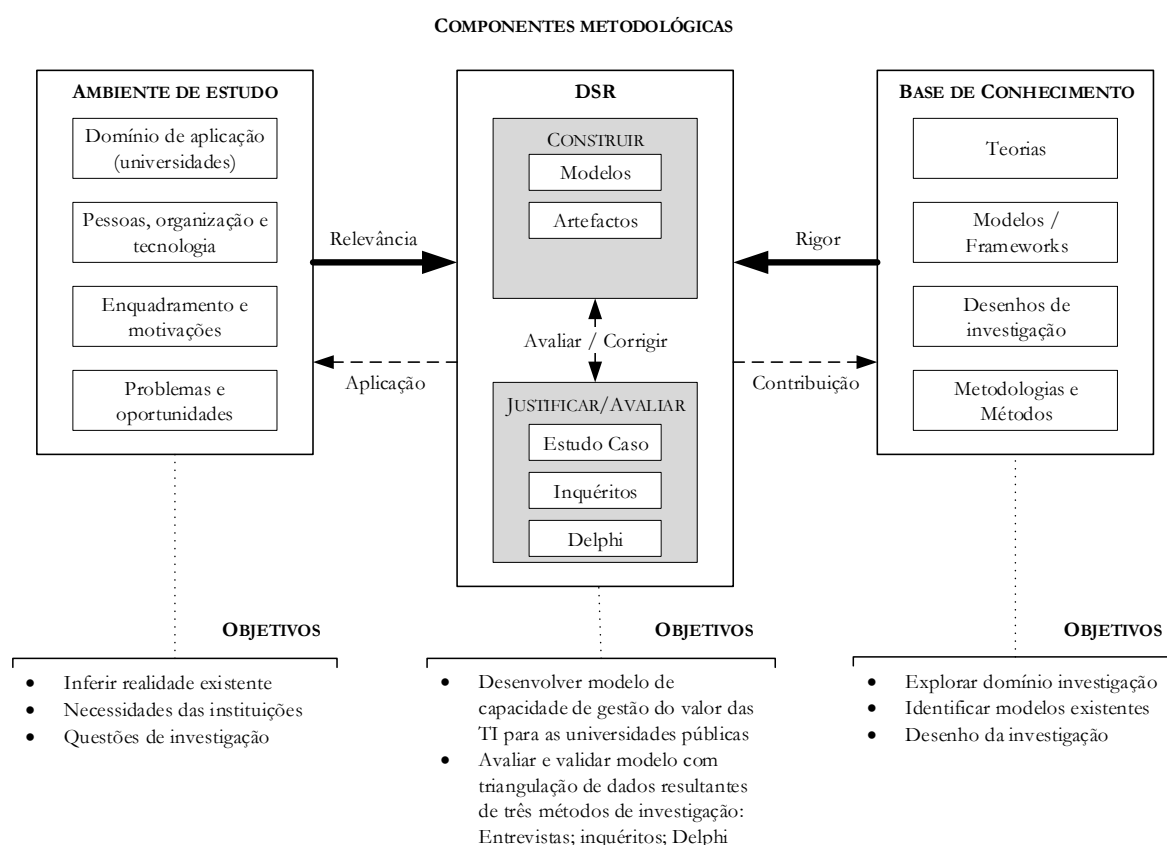 COMPONENTES METODOLÓGICAS
AMBIENTE DE ESTUDO
Domínio de aplicação
(universidades)
Pessoas, organização e
tecnologia
Enquadramento e
motivações
Problemas e
oportunidades
Relevância
Aplicação
DSR
CONSTRUIR
Modelos
Artefactos
Avaliar / Corrigir
JUSTIFICAR/AVALIAR
Estudo Caso
Inquéritos
Delphi
Rigor
Contribuição
BASE DE CONHECIMENTO
Teorias
Modelos /
Frameworks
Desenhos de
investigação
Metodologias e
Métodos
OBJETIVOS
• Inferir realidade existente
• Necessidades das instituições
• Questões de investigação
OBJETIVOS
• Desenvolver modelo de
capacidade de gestão do valor das
TI para as universidades públicas
• Avaliar e validar modelo com
triangulação de dados resultantes
de três métodos de investigação:
Entrevistas; inquéritos; Delphi
OBJETIVOS
• Explorar domínio investigação
• Identificar modelos existentes
• Desenho da investigação